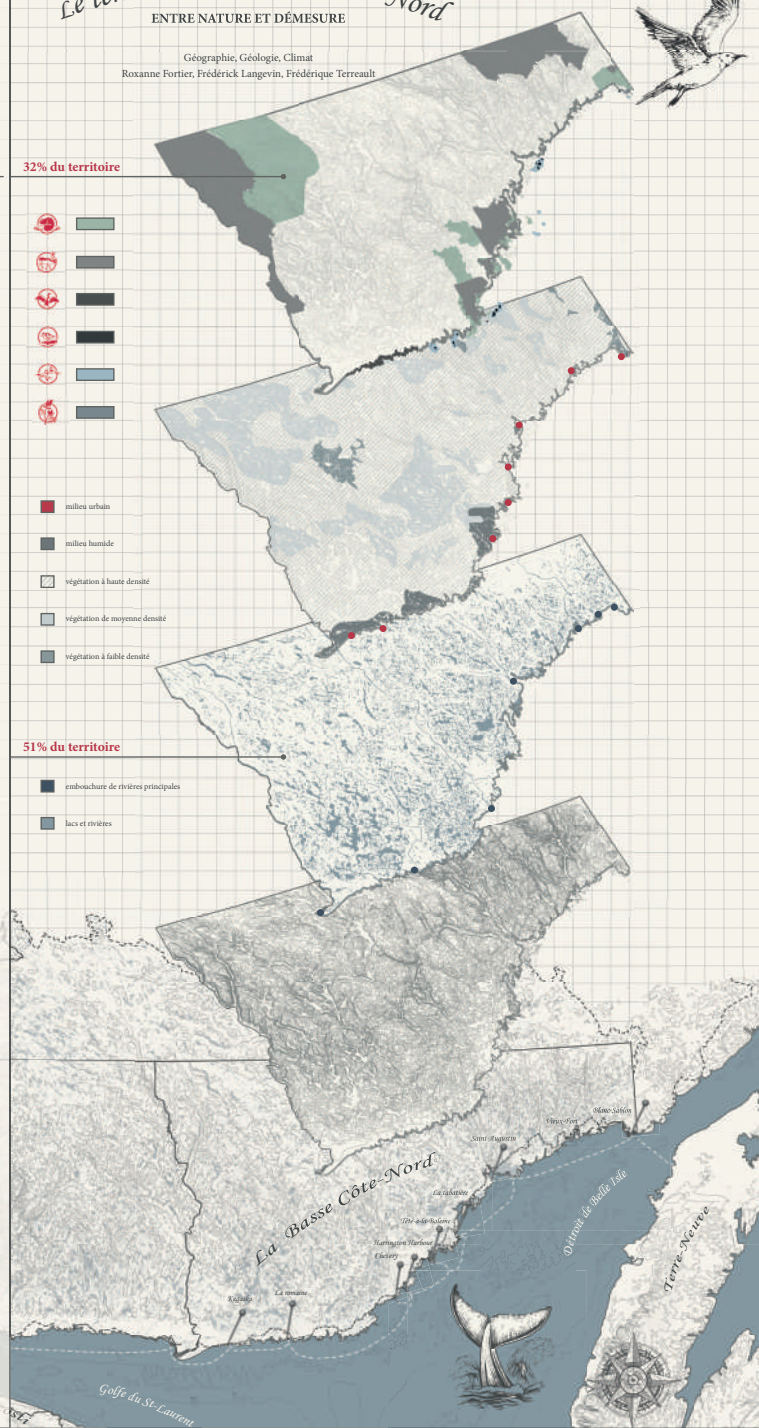 Nord
ENTRE NATURE ET DÉMESURE
Géographie, Géologie, Climat
Roxanne Fortier, Frédérick Langevin, Frédérique Terreault
32% du territoire
milieu urbain
milieu humide
végétation à haute densité
végétation de moyenne densité
végétation à faible densité
51% du territoire
embouchure de rivières principales
lacs et rivières
Blanc-Sablon
Vieux-Fort
Saint-Augustin
La Basse Côte-Nord
La tabatière
Tête-à-la-Baleine
Harrington Harbour
Chevery
Kegaska
La romaine
Détroit de Belle Isle
Terre-Neuve
Golfe du St-Laurent